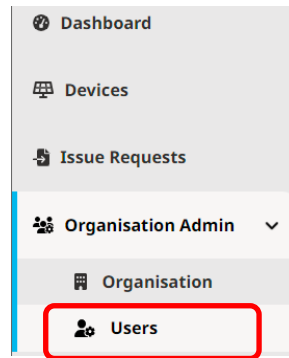 Dashboard
Devices
Issue Requests
Organisation Admin
Organisation
Users